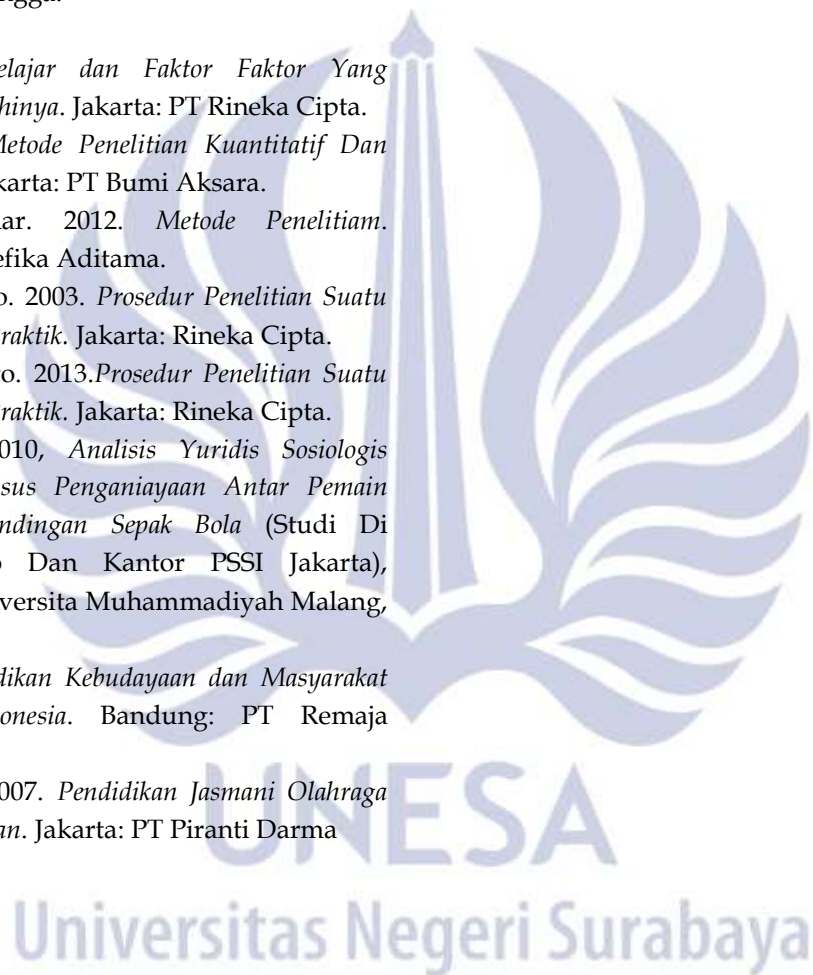 elajar dan Faktor Faktor Yang
hinya. Jakarta: PT Rineka Cipta.
Metode Penelitian Kuantitatif Dan
karta: PT Bumi Aksara.
ar. 2012. Metode Penelitiam.
efika Aditama.
o. 2003. Prosedur Penelitian Suatu
raktik. Jakarta: Rineka Cipta.
o. 2013.Prosedur Penelitian Suatu
raktik. Jakarta: Rineka Cipta.
010, Analisis Yuridis Sosiologis
sus Penganiayaan Antar Pemain
ndingan Sepak Bola (Studi Di
Dan Kantor PSSI Jakarta),
versita Muhammadiyah Malang,
dikan Kebudayaan dan Masyarakat
onesia. Bandung: PT Remaja
007. Pendidikan Jasmani Olahraga
an. Jakarta: PT Piranti Darma
UNESA
Universitas Negeri Surabaya